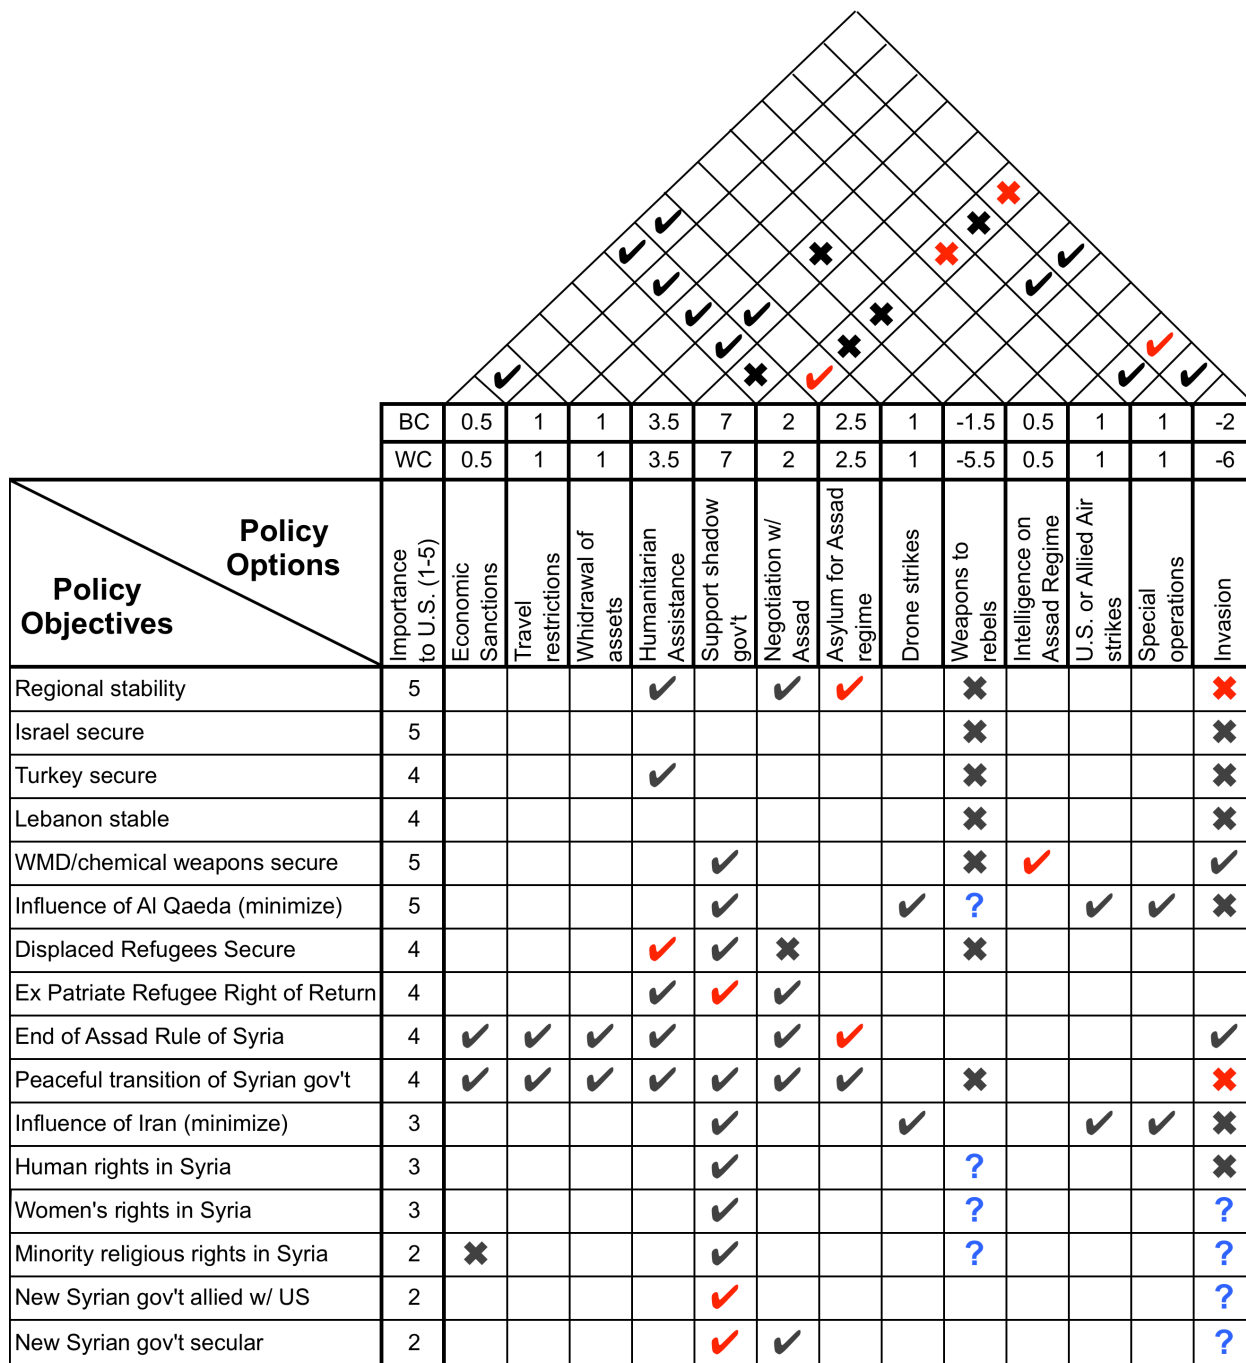 BC 0.5 1 1 3.5 7 2 2.5 1 -1.5 0.5 1 1 -2
WC 0.5 1 1 3.5 7 2 2.5 1 -5.5 0.5 1 1 -6
Policy
Options
Policy
Objectives
Importance
to U.S. (1-5)
Economic
Sanctions
Travel
restrictions
Whidrawal of
assets
Humanitarian
Assistance
Support shadow
gov't
Negotiation w/
Assad
Asylum for Assad
regime
Drone strikes
Weapons to
rebels
Intelligence on
Assad Regime
U.S. or Allied Air
strikes
Special
operations
Invasion
Regional stability 5
Israel secure 5
Turkey secure 4
Lebanon stable 4
WMD/chemical weapons secure 5
Influence of Al Qaeda (minimize) 5 ?
Displaced Refugees Secure 4
Ex Patriate Refugee Right of Return 4
End of Assad Rule of Syria 4
Peaceful transition of Syrian gov't 4
Influence of Iran (minimize) 3
Human rights in Syria 3 ?
Women's rights in Syria 3 ? ?
Minority religious rights in Syria 2 ? ?
New Syrian gov't allied w/ US 2 ?
New Syrian gov't secular 2 ?